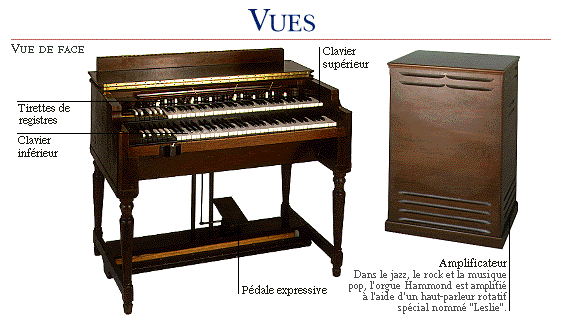 VUES
VUE DE FACE
Clavier
supérieur
Tirettes de
registres
Clavier
inférieur
Pédale expressive
Amplificateur
Dans le jazz, le rock et la musique
pop, l'orgue Hammond est amplifié
à l'aide d'un haut-parleur rotatif
spécial nommé "Leslie".